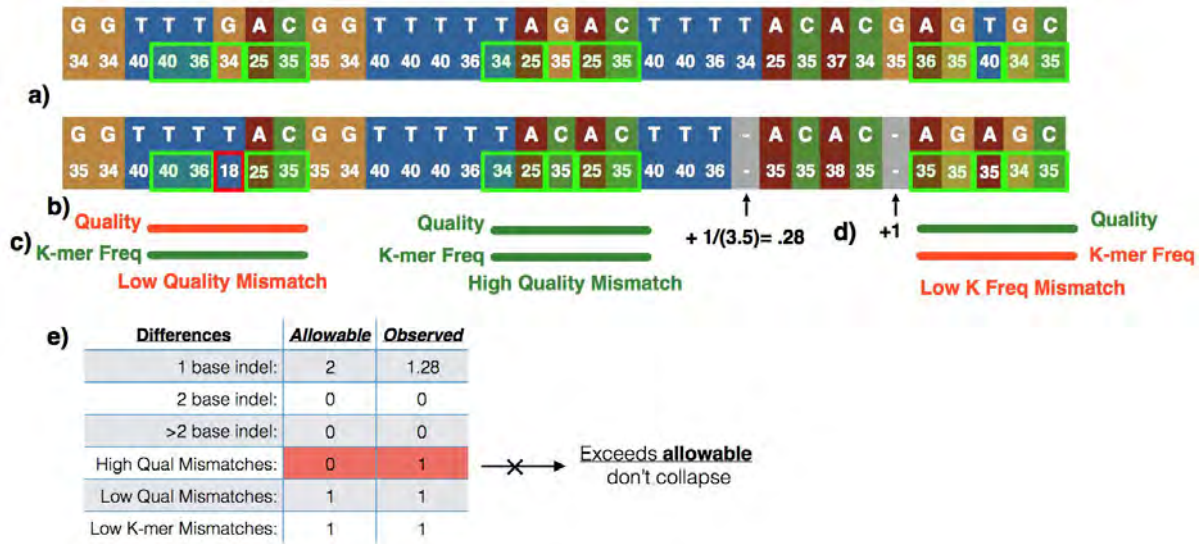 G G T T T G A C G G T T T T T A G A C T T T T A C A C G A G T G C
34 34 40 40 36 34 25 35 35 34 40 40 40 36 34 25 35 25 35 40 40 36 34 25 35 37 34 35 36 35 40 34 35
a)
G G T T T T A C G G T T T T T A C A C T T T - A C A C - A G A G C
35 34 40 40 36 18 25 35 35 34 40 40 40 36 34 25 35 25 35 40 40 36 - 35 35 38 35 - 35 35 35 34 35
b)
c)
Quality
K-mer Freq
Low Quality Mismatch
Quality
K-mer Freq
High Quality Mismatch
+ 1/(3.5)= .28
d)
+1
Quality
K-mer Freq
Low K Freq Mismatch
e)
Differences Allowable Observed
1 base indel: 2 1.28
2 base indel: 0 0
>2 base indel: 0 0
High Qual Mismatches: 0 1
Low Qual Mismatches: 1 1
Low K-mer Mismatches: 1 1
Exceeds allowable
don't collapse